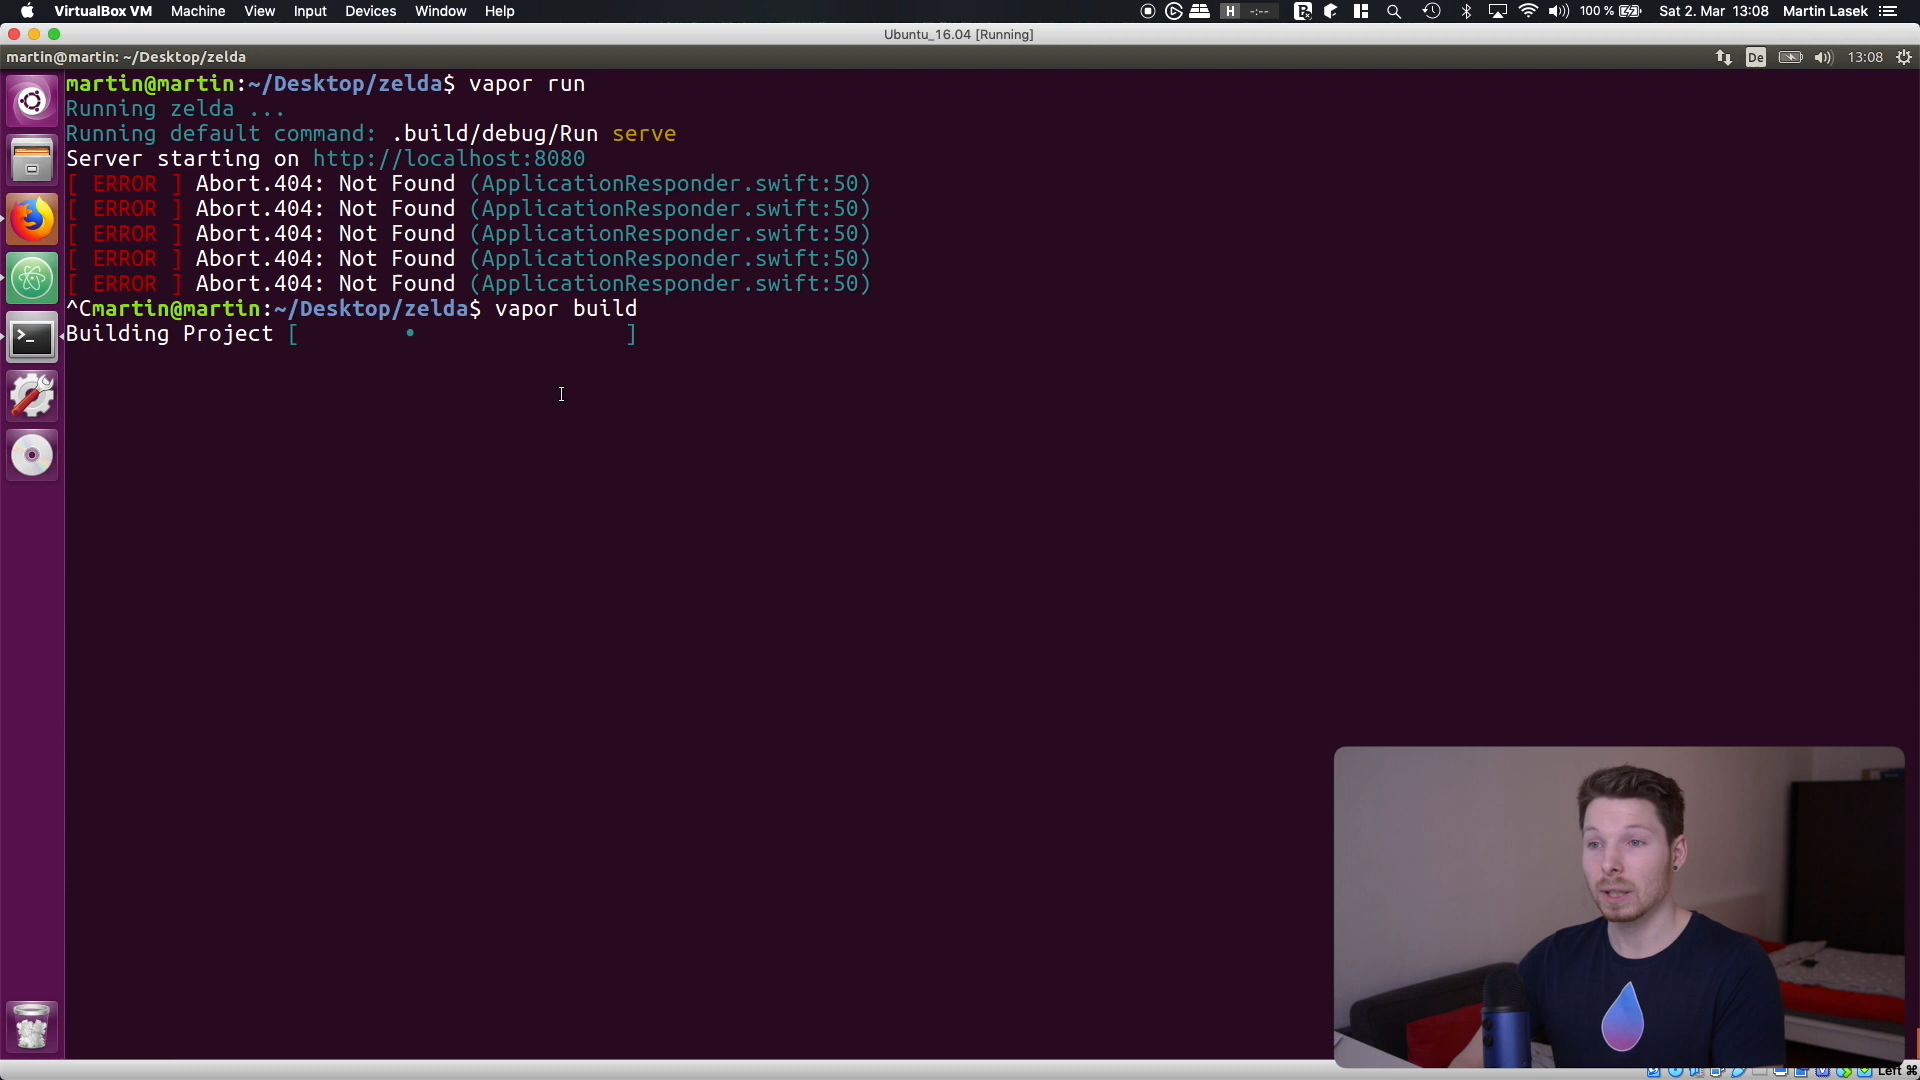 VirtualBox VM Machine View Input Devices Window Help H -:-- 100 % Sat 2. Mar 13:08 Martin Lasek
Ubuntu_16.04 [Running]
martin@martin: ~/Desktop/zelda De 13:08
martin@martin:~/Desktop/zelda$ vapor run
Running zelda ...
Running default command: .build/debug/Run serve
Server starting on http://localhost:8080
[ ERROR ] Abort.404: Not Found (ApplicationResponder.swift:50)
[ ERROR ] Abort.404: Not Found (ApplicationResponder.swift:50)
[ ERROR ] Abort.404: Not Found (ApplicationResponder.swift:50)
[ ERROR ] Abort.404: Not Found (ApplicationResponder.swift:50)
[ ERROR ] Abort.404: Not Found (ApplicationResponder.swift:50)
^Cmartin@martin:~/Desktop/zelda$ vapor build
Building Project [ • ]
Left ⌘